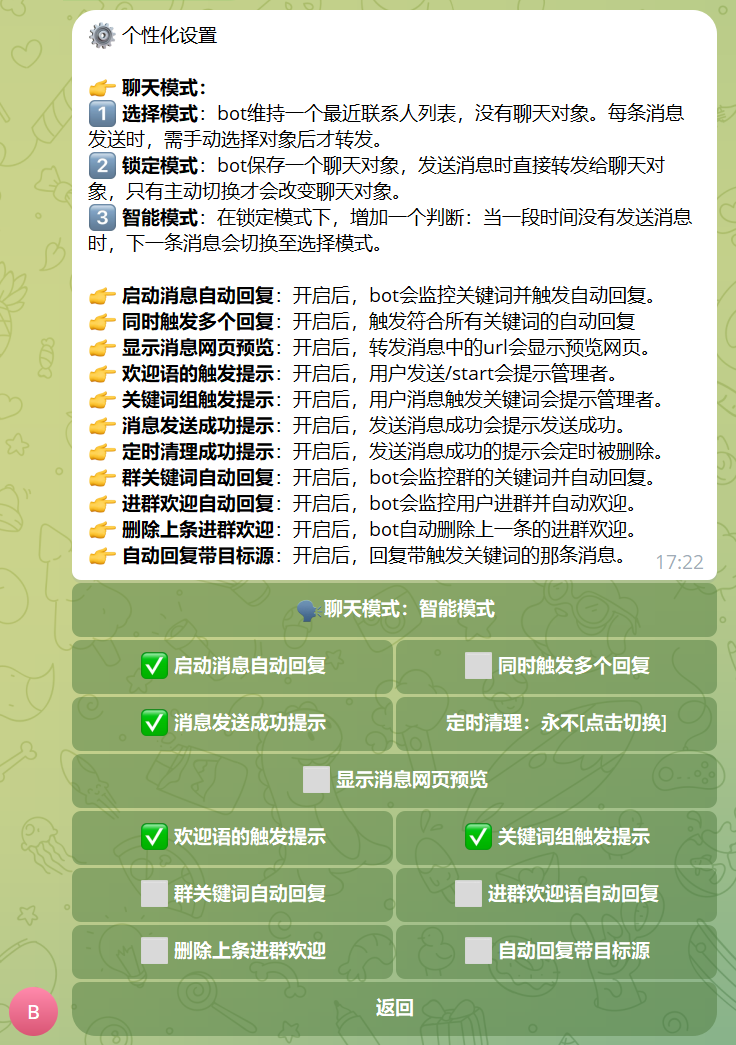 ⚙️ 个性化设置
👉 聊天模式：
1️⃣ 选择模式：bot维持一个最近联系人列表，没有聊天对象。每条消息
发送时，需手动选择对象后才转发。
2️⃣ 锁定模式：bot保存一个聊天对象，发送消息时直接转发给聊天对
象，只有主动切换才会改变聊天对象。
3️⃣ 智能模式：在锁定模式下，增加一个判断：当一段时间没有发送消息
时，下一条消息会切换至选择模式。
👉 启动消息自动回复：开启后，bot会监控关键词并触发自动回复。
👉 同时触发多个回复：开启后，触发符合所有关键词的自动回复
👉 显示消息网页预览：开启后，转发消息中的url会显示预览网页。
👉 欢迎语的触发提示：开启后，用户发送/start会提示管理者。
👉 关键词组触发提示：开启后，用户消息触发关键词会提示管理者。
👉 消息发送成功提示：开启后，发送消息成功会提示发送成功。
👉 定时清理成功提示：开启后，发送消息成功的提示会定时被删除。
👉 群关键词自动回复：开启后，bot会监控群的关键词并自动回复。
👉 进群欢迎自动回复：开启后，bot会监控用户进群并自动欢迎。
👉 删除上条进群欢迎：开启后，bot自动删除上一条的进群欢迎。
👉 自动回复带目标源：开启后，回复带触发关键词的那条消息。
17:22
🗣聊天模式：智能模式
✅ 启动消息自动回复
⬜ 同时触发多个回复
✅ 消息发送成功提示
定时清理：永不[点击切换]
⬜ 显示消息网页预览
✅ 欢迎语的触发提示
✅ 关键词组触发提示
⬜ 群关键词自动回复
⬜ 进群欢迎语自动回复
⬜ 删除上条进群欢迎
⬜ 自动回复带目标源
返回
B